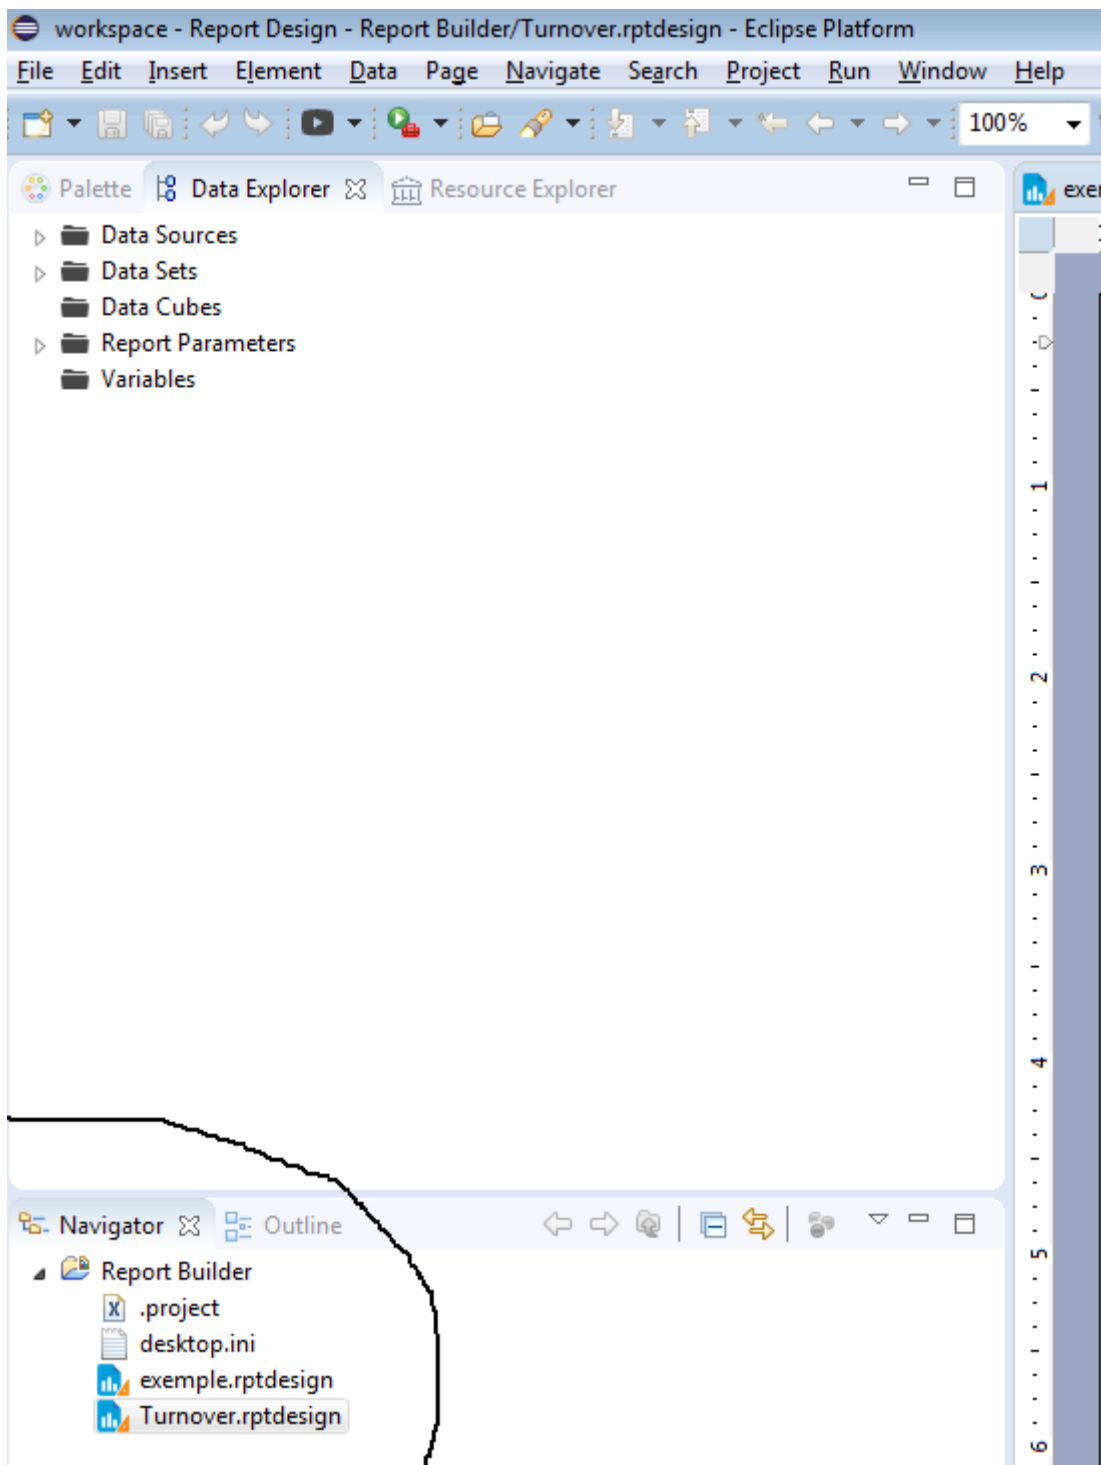 workspace - Report Design - Report Builder/Turnover.rptdesign - Eclipse Platform
File Edit Insert Element Data Page Navigate Search Project Run Window Help
100%
Palette Data Explorer Resource Explorer
Data Sources
Data Sets
Data Cubes
Report Parameters
Variables
1
2
3
4
5
6
Navigator Outline
Report Builder
.project
desktop.ini
exemple.rptdesign
Turnover.rptdesign